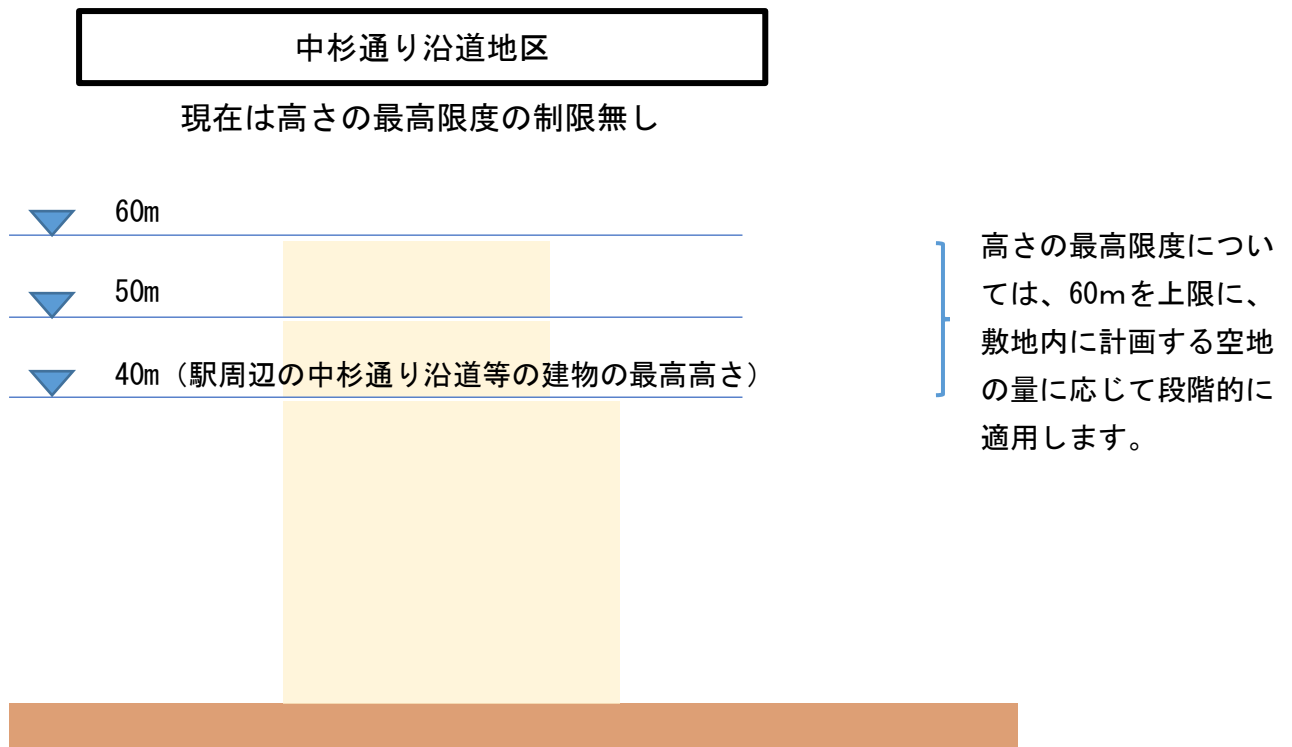 中杉通り沿道地区
現在は高さの最高限度の制限無し
60m
50m
40m（駅周辺の中杉通り沿道等の建物の最高高さ）
高さの最高限度につい
ては、60ｍを上限に、
敷地内に計画する空地
の量に応じて段階的に
適用します。